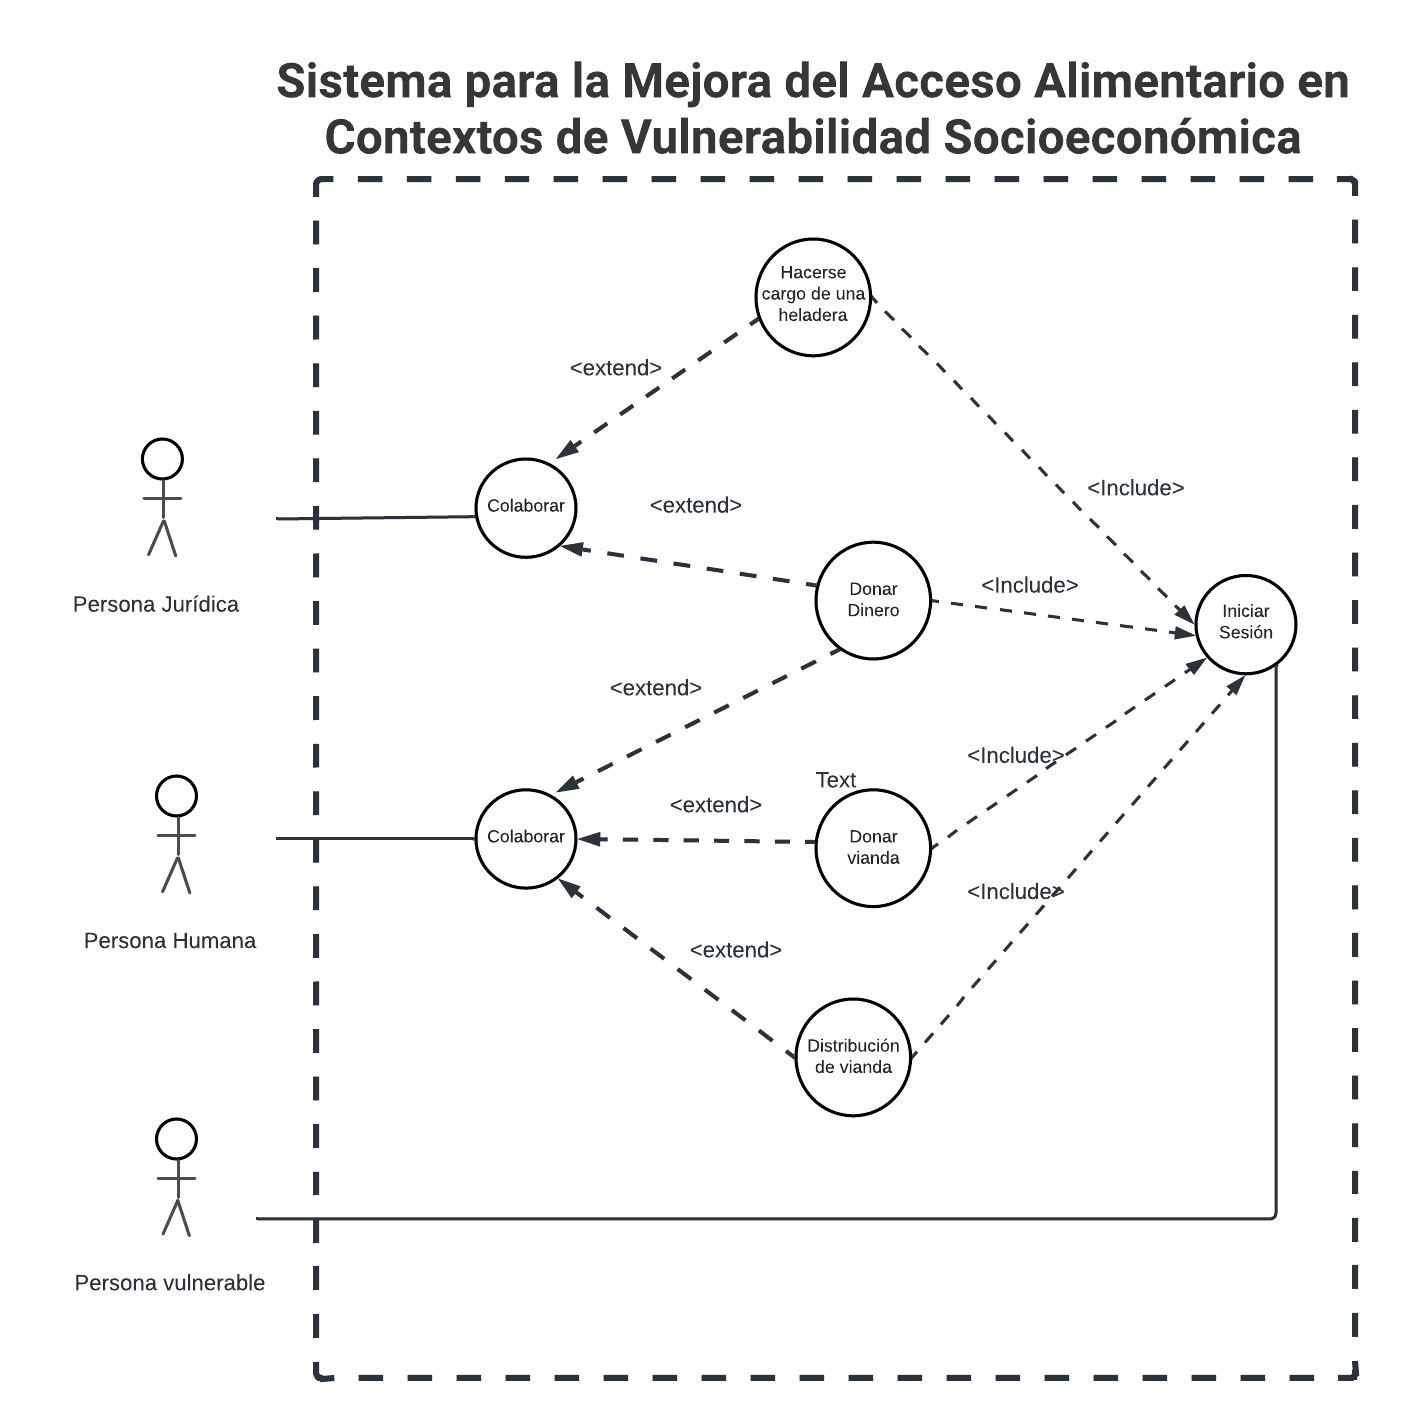 Sistema para la Mejora del Acceso Alimentario en
Contextos de Vulnerabilidad Socioeconómica
Hacerse
cargo de una
heladera
<extend>
<Include>
Colaborar
<extend>
Persona Jurídica
Donar
Dinero
<Include>
Iniciar
Sesión
<extend>
<Include>
Text
<extend>
Colaborar
Donar
vianda
<Include>
Persona Humana
<extend>
Distribución
de vianda
Persona vulnerable